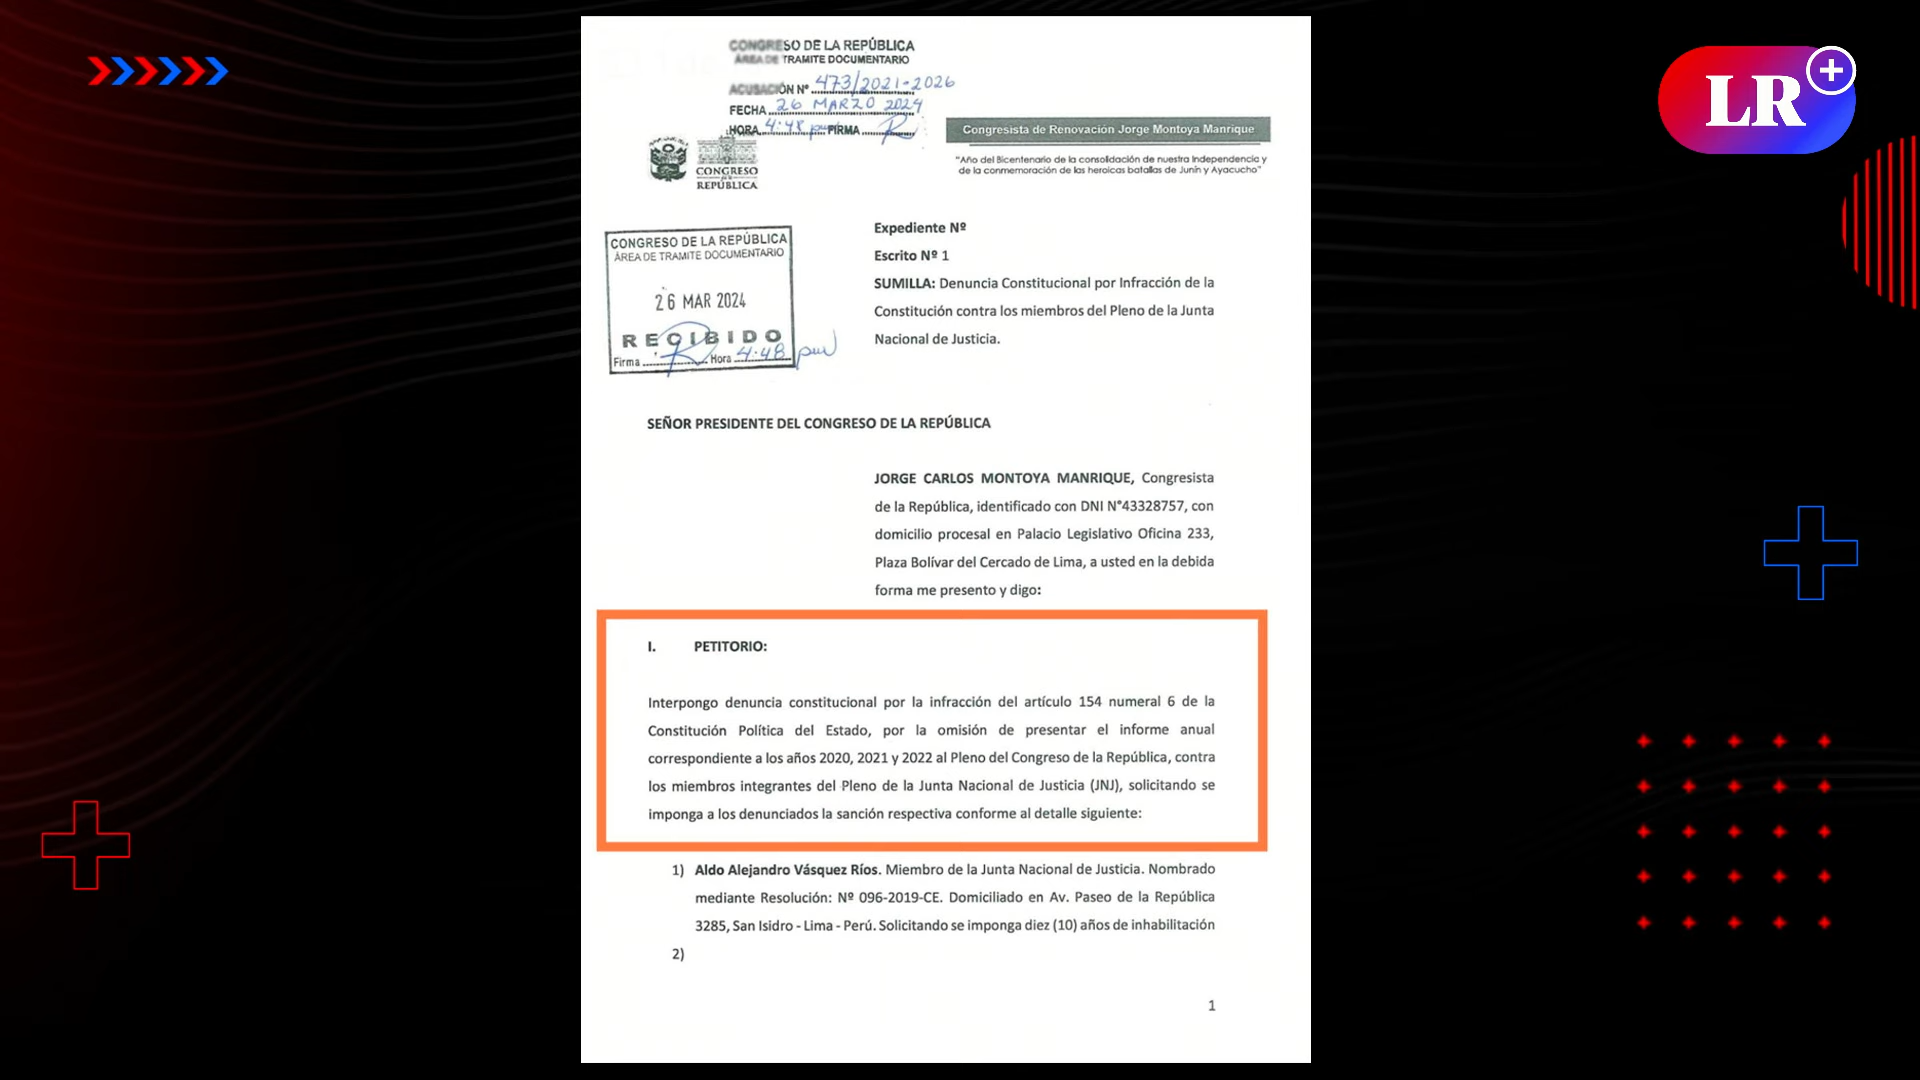 CONGRESO DE LA REPÚBLICA
ÁREA DE TRAMITE DOCUMENTARIO
ACUSACIÓN Nº 473/2021-2026
FECHA 26 MARZO 2024
HORA 4:48 pm FIRMA
LR+
Congresista de Renovación Jorge Montoya Manrique
"Año del Bicentenario de la consolidación de nuestra Independencia y
de la conmemoración de las heroicas batallas de Junín y Ayacucho"
CONGRESO
REPÚBLICA
CONGRESO DE LA REPÚBLICA
ÁREA DE TRAMITE DOCUMENTARIO
26 MAR 2024
RECIBIDO
Firma Hora 4:48 pm
Expediente Nº
Escrito Nº 1
SUMILLA: Denuncia Constitucional por Infracción de la
Constitución contra los miembros del Pleno de la Junta
Nacional de Justicia.
SEÑOR PRESIDENTE DEL CONGRESO DE LA REPÚBLICA
JORGE CARLOS MONTOYA MANRIQUE, Congresista
de la República, identificado con DNI N°43328757, con
domicilio procesal en Palacio Legislativo Oficina 233,
Plaza Bolívar del Cercado de Lima, a usted en la debida
forma me presento y digo:
I. PETITORIO:
Interpongo denuncia constitucional por la infracción del artículo 154 numeral 6 de la
Constitución Política del Estado, por la omisión de presentar el informe anual
correspondiente a los años 2020, 2021 y 2022 al Pleno del Congreso de la República, contra
los miembros integrantes del Pleno de la Junta Nacional de Justicia (JNJ), solicitando se
imponga a los denunciados la sanción respectiva conforme al detalle siguiente:
1) Aldo Alejandro Vásquez Ríos. Miembro de la Junta Nacional de Justicia. Nombrado
mediante Resolución: Nº 096-2019-CE. Domiciliado en Av. Paseo de la República
3285, San Isidro - Lima - Perú. Solicitando se imponga diez (10) años de inhabilitación
2)
1